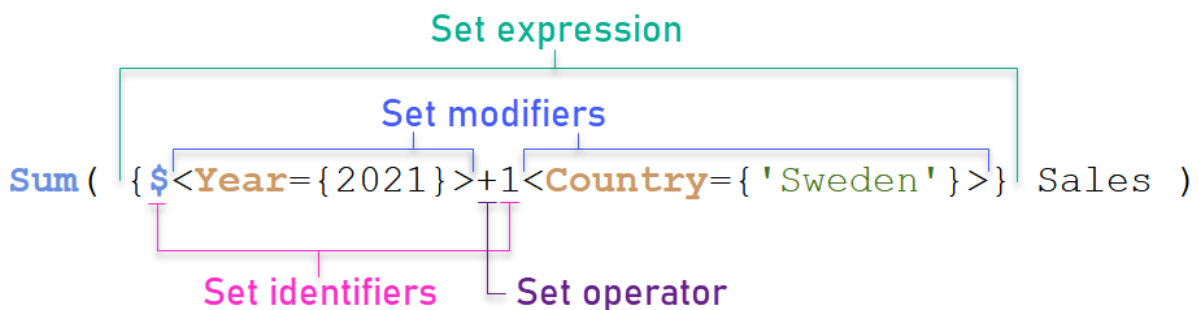 Set expression
Set modifiers
Sum( {$<Year={2021}>+1<Country={'Sweden'}>} Sales )
Set identifiers
Set operator